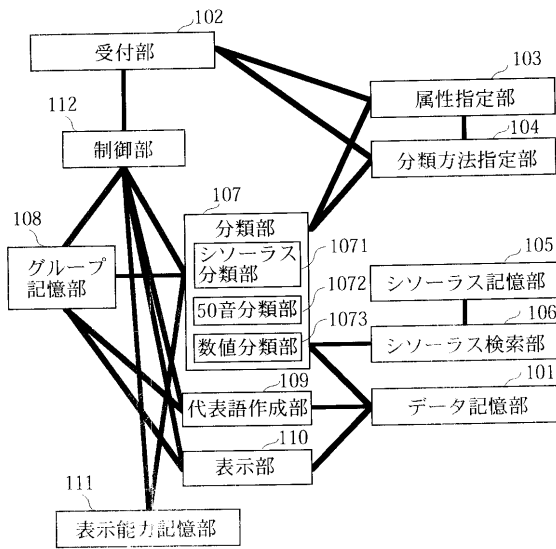 102
受付部
103
属性指定部
112
制御部
104
分類方法指定部
107
分類部
108
グループ
記憶部
シソーラス
分類部
1071
105
シソーラス記憶部
50音分類部
1072
106
シソーラス検索部
数値分類部
1073
109
代表語作成部
101
データ記憶部
110
表示部
111
表示能力記憶部